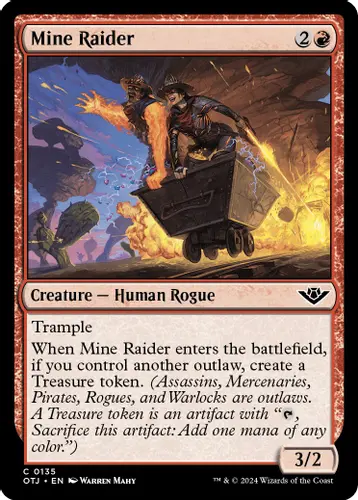 Mine Raider 2
Creature — Human Rogue
Trample
When Mine Raider enters the battlefield,
if you control another outlaw, create a
Treasure token. (Assassins, Mercenaries,
Pirates, Rogues, and Warlocks are outlaws.
A Treasure token is an artifact with “, 
Sacrifice this artifact: Add one mana of any
color.”)
3/2
C 0135
OTJ • EN Warren Mahy
™ & © 2024 Wizards of the Coast